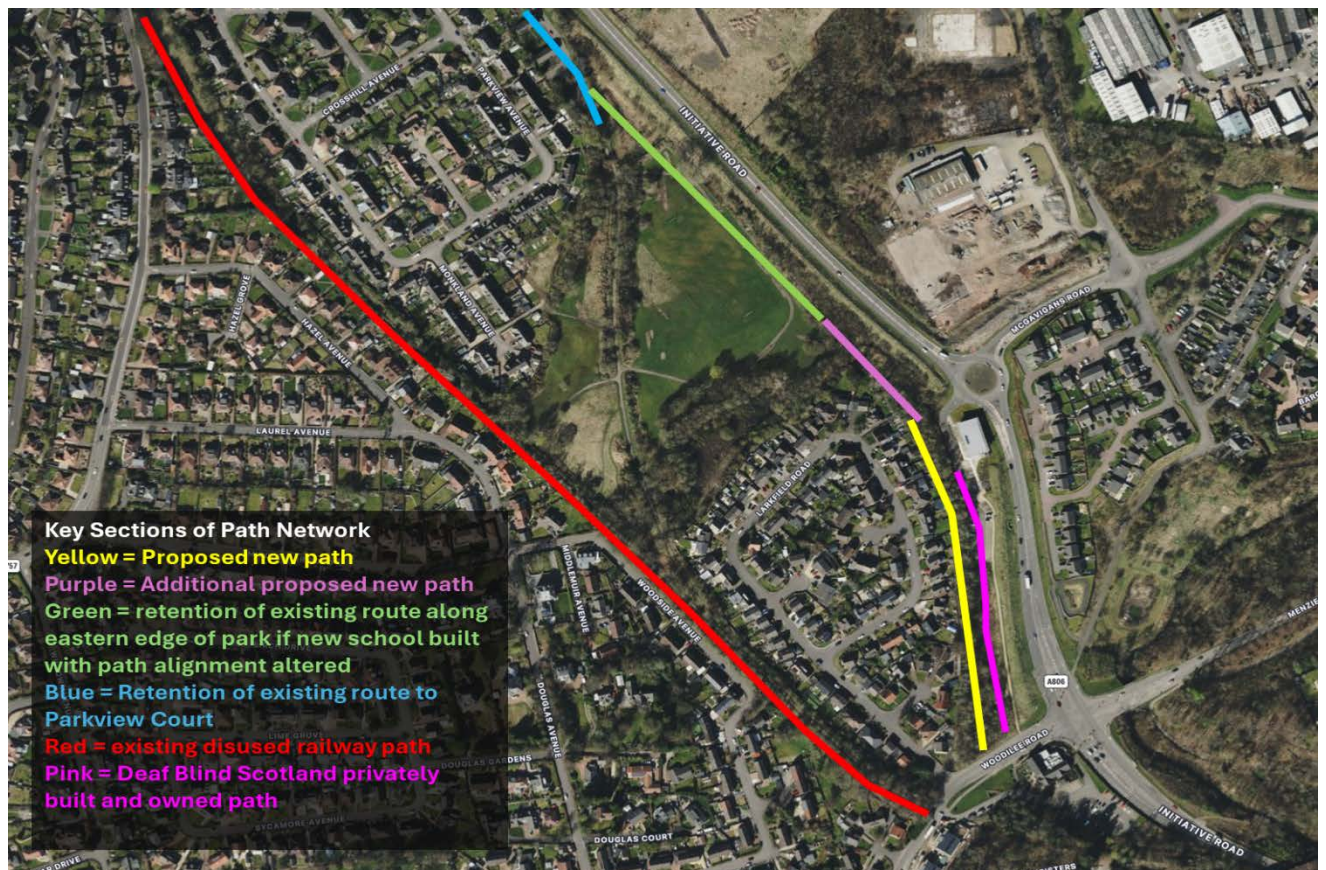 CROSSHILL AVENUE
PARKVIEW AVENUE
INITIATIVE ROAD
MONKLAND AVENUE
MCGAVIGANS ROAD
HAZEL GROVE
HAZEL AVENUE
LAUREL AVENUE
LARKFIELD ROAD
Key Sections of Path Network
Yellow = Proposed new path
Purple = Additional proposed new path
Green = retention of existing route along
eastern edge of park if new school built
with path alignment altered
Blue = Retention of existing route to
Parkview Court
Red = existing disused railway path
Pink = Deaf Blind Scotland privately
built and owned path
MIDDLEMUIR AVENUE
WOODSIDE AVENUE
DOUGLAS AVENUE
LIME GROVE
DOUGLAS GARDENS
SYCAMORE AVENUE
DOUGLAS COURT
A806
WOODILEE ROAD
INITIATIVE ROAD